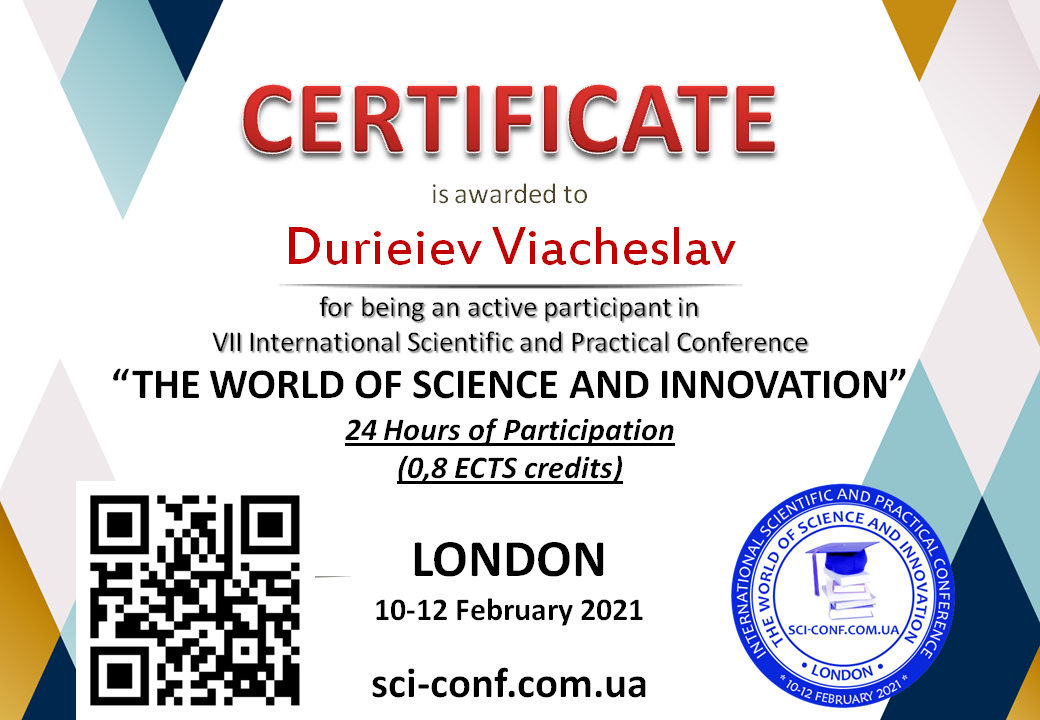 CERTIFICATE
is awarded to
Durieiev Viacheslav
for being an active participant in
VII International Scientific and Practical Conference
“THE WORLD OF SCIENCE AND INNOVATION”
24 Hours of Participation
(0,8 ECTS credits)
LONDON
10-12 February 2021
sci-conf.com.ua
INTERNATIONAL SCIENTIFIC AND PRACTICAL CONFERENCE
THE WORLD OF SCIENCE AND INNOVATION
SCI-CONF.COM.UA
• LONDON •
* 10-12 FEBRUARY 2021 *